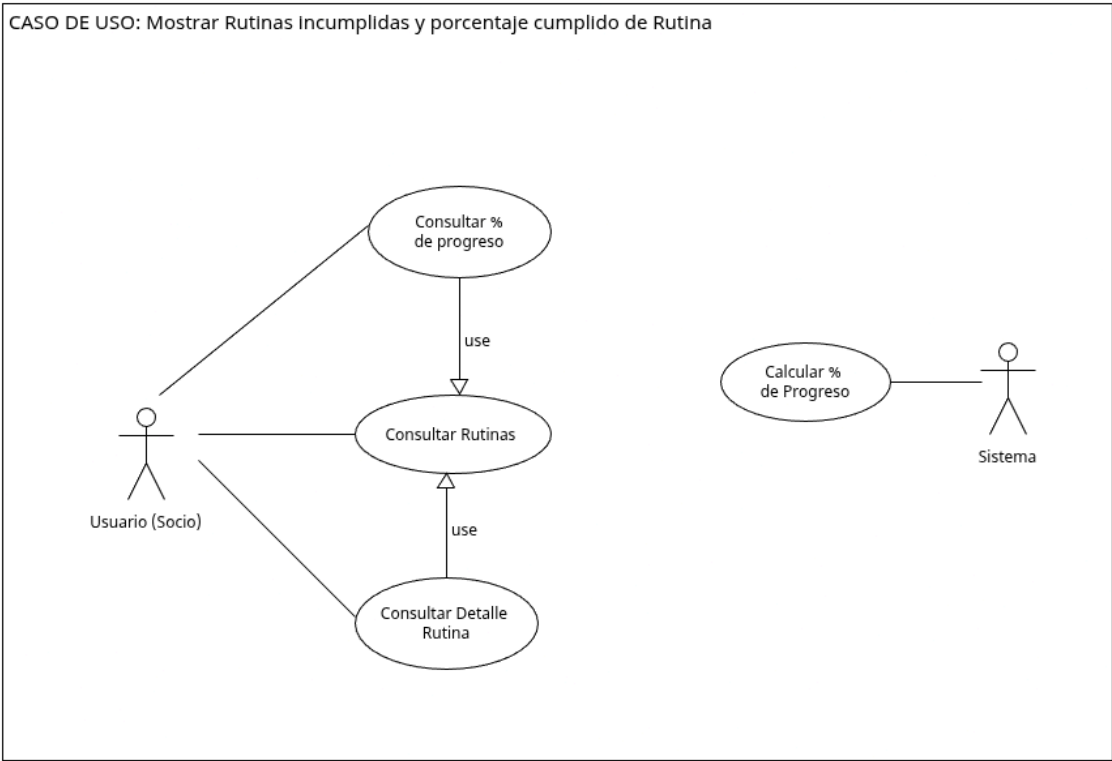 CASO DE USO: Mostrar Rutinas incumplidas y porcentaje cumplido de Rutina
Consultar %
de progreso
use
Calcular %
de Progreso
Consultar Rutinas
Sistema
Usuario (Socio)
use
Consultar Detalle
Rutina